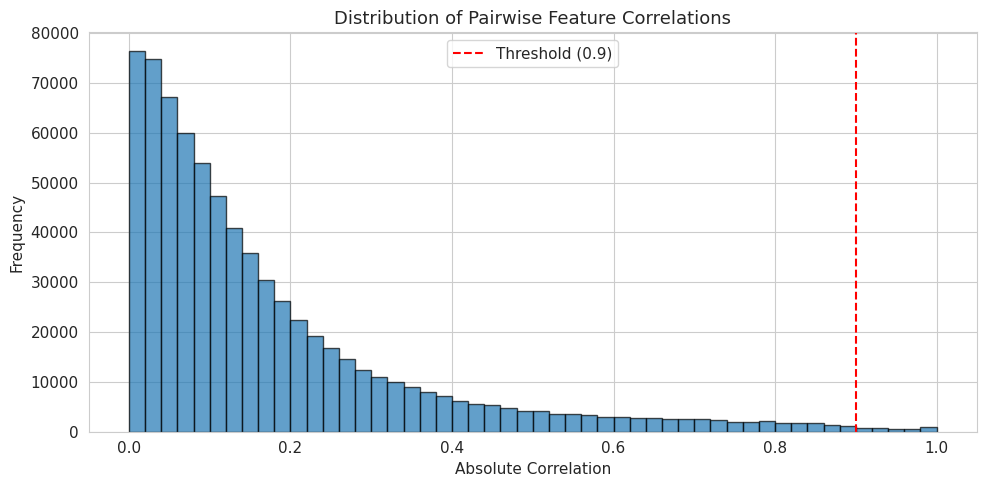 Distribution of Pairwise Feature Correlations
Threshold (0.9)
Frequency
80000
70000
60000
50000
40000
30000
20000
10000
0
0.0 0.2 0.4 0.6 0.8 1.0
Absolute Correlation